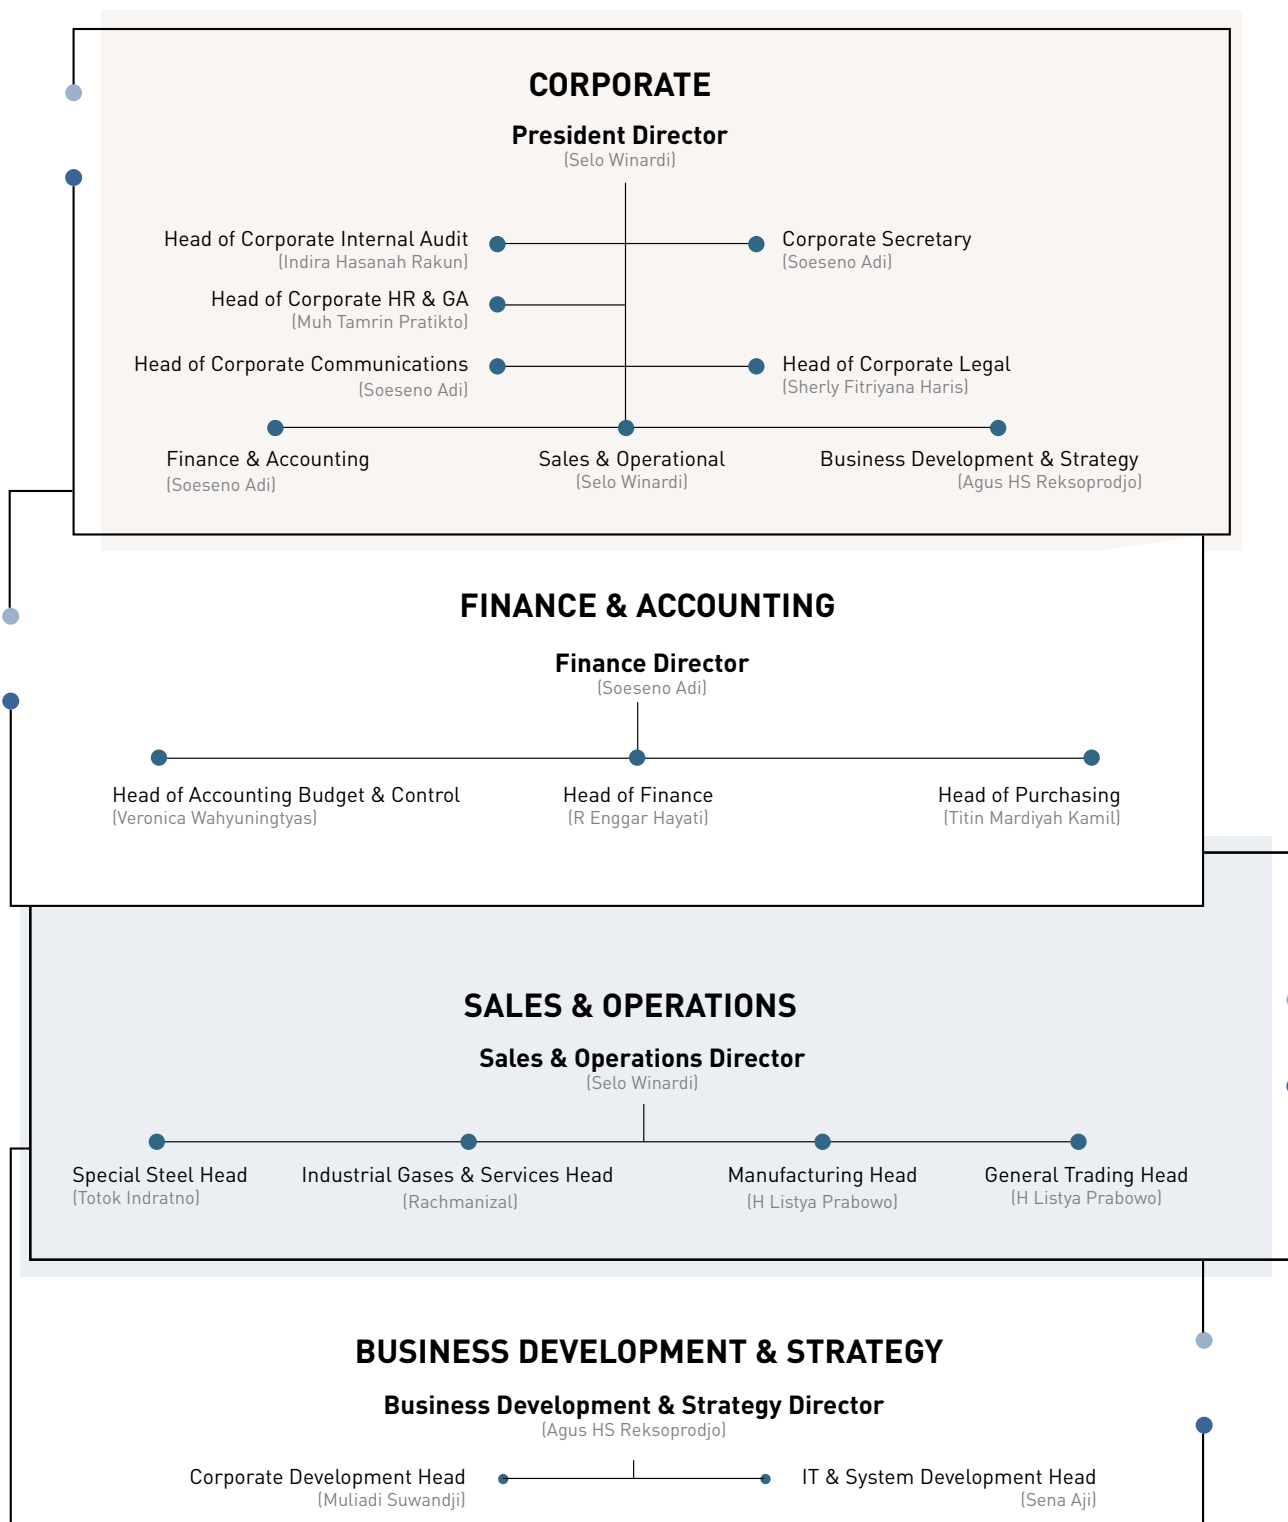 CORPORATE
President Director
(Selo Winardi)
Head of Corporate Internal Audit
(Indira Hasanah Rakun)
Corporate Secretary
(Soeseno Adi)
Head of Corporate HR & GA
(Muh Tamrin Pratikto)
Head of Corporate Communications
(Soeseno Adi)
Head of Corporate Legal
(Sherly Fitriyana Haris)
Finance & Accounting
(Soeseno Adi)
Sales & Operational
(Selo Winardi)
Business Development & Strategy
(Agus HS Reksoprodjo)
FINANCE & ACCOUNTING
Finance Director
(Soeseno Adi)
Head of Accounting Budget & Control
(Veronica Wahyuningtyas)
Head of Finance
(R Enggar Hayati)
Head of Purchasing
(Titin Mardiyah Kamil)
SALES & OPERATIONS
Sales & Operations Director
(Selo Winardi)
Special Steel Head
(Totok Indratno)
Industrial Gases & Services Head
(Rachmanizal)
Manufacturing Head
(H Listya Prabowo)
General Trading Head
(H Listya Prabowo)
BUSINESS DEVELOPMENT & STRATEGY
Business Development & Strategy Director
(Agus HS Reksoprodjo)
Corporate Development Head
(Muliadi Suwandji)
IT & System Development Head
(Sena Aji)